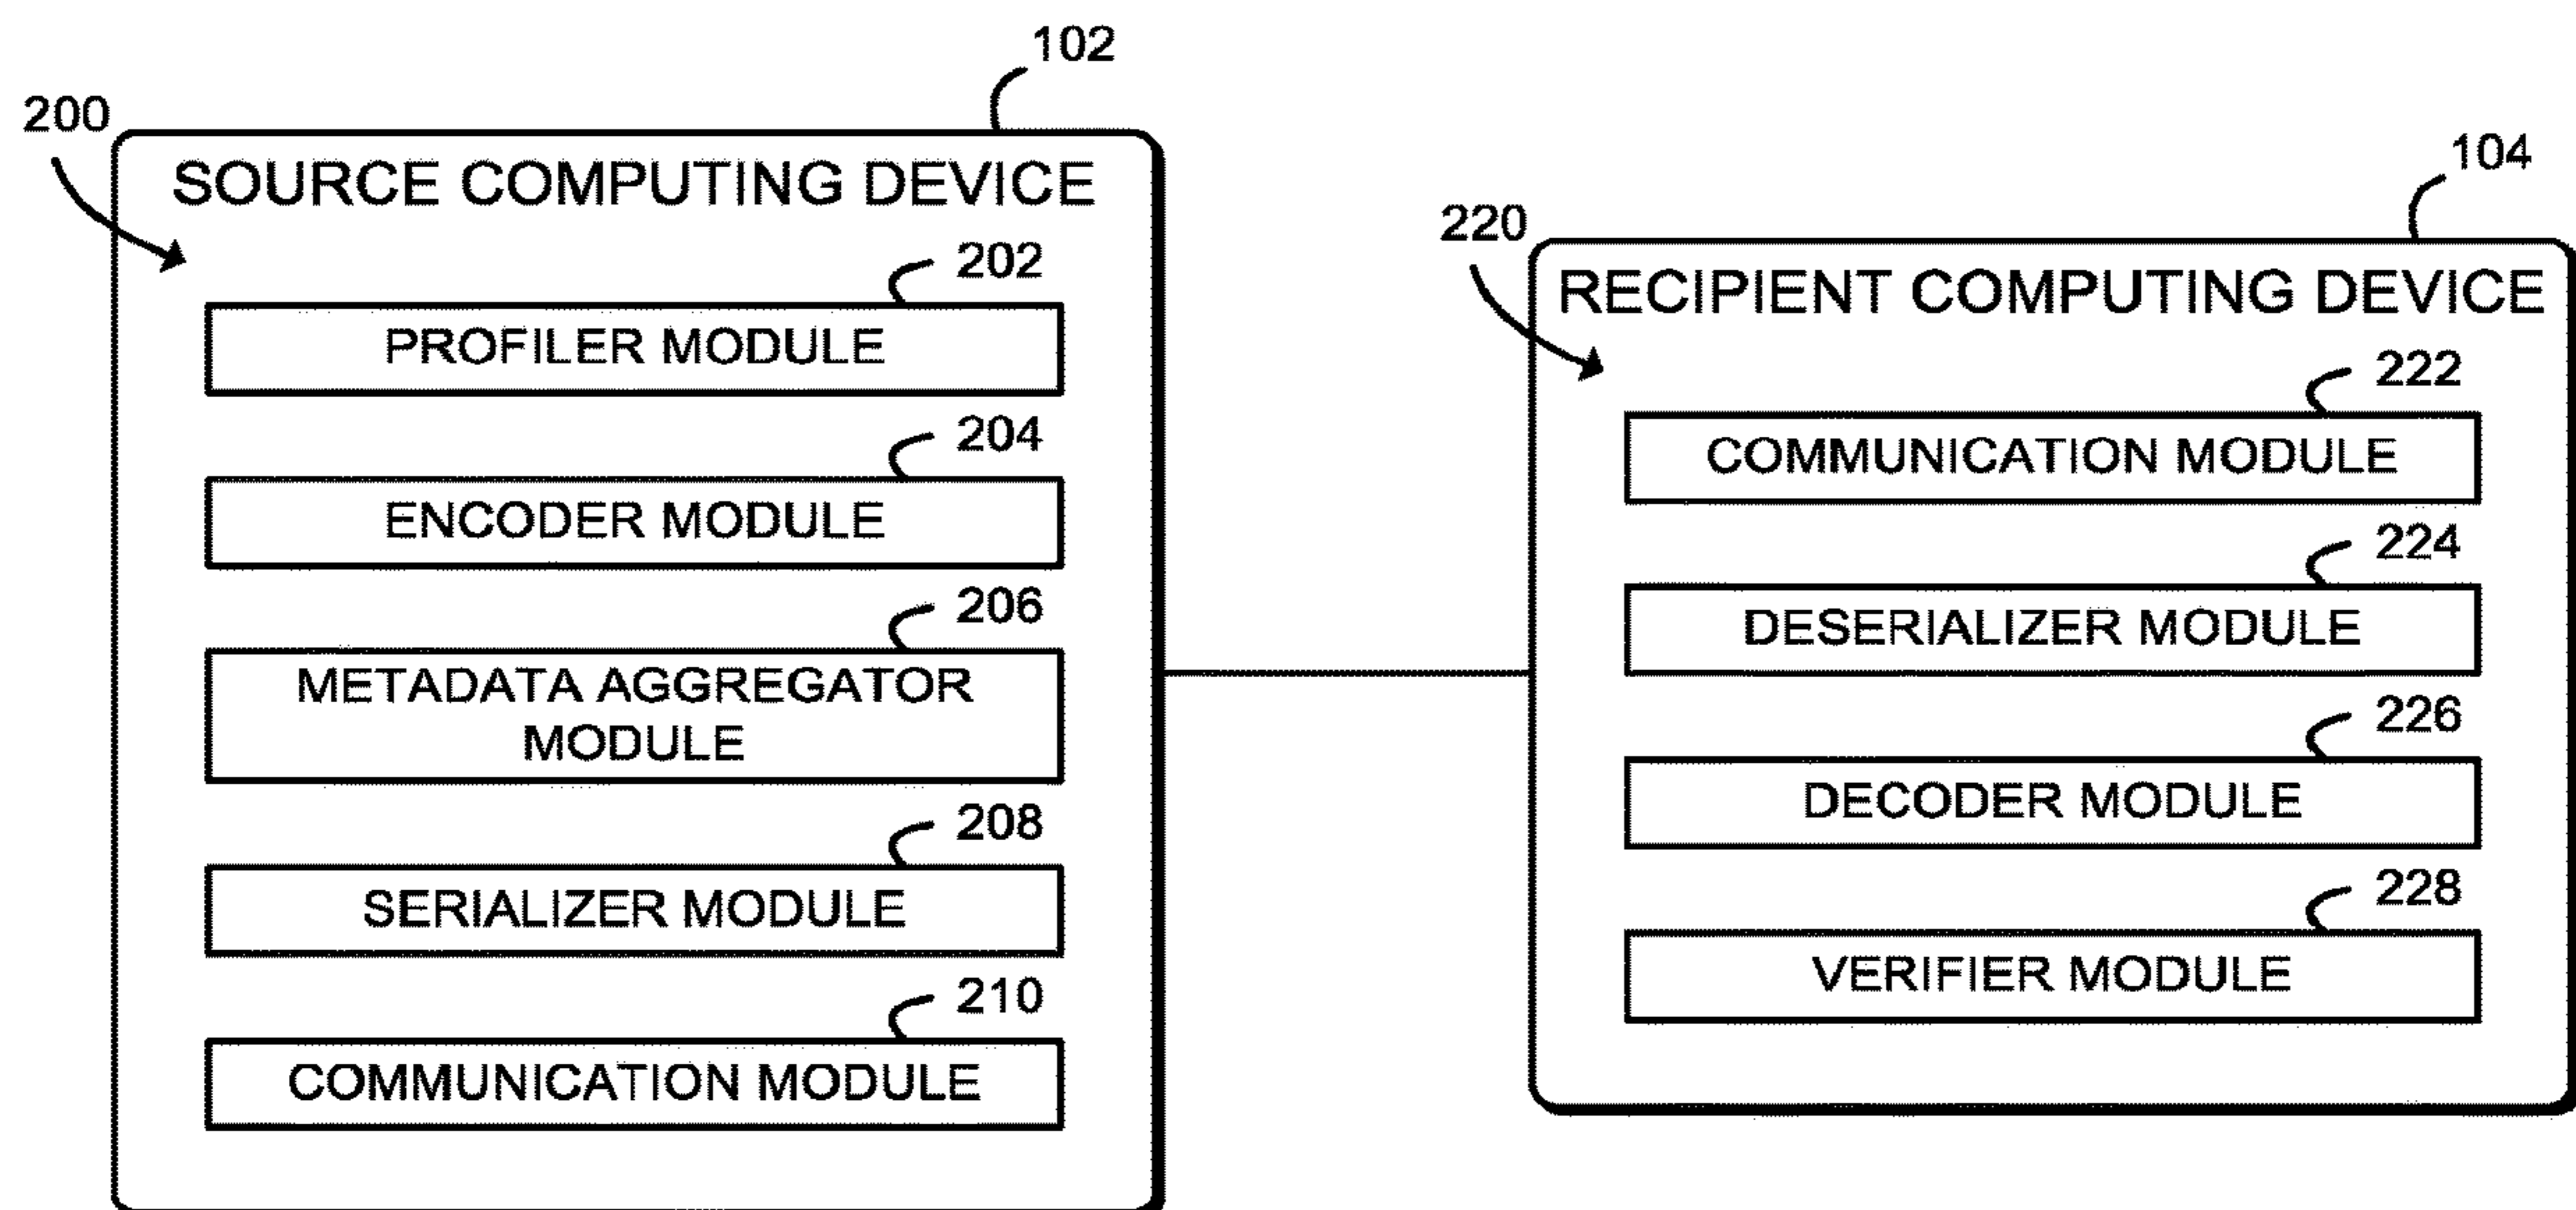 102
200
SOURCE COMPUTING DEVICE
202
PROFILER MODULE
204
ENCODER MODULE
206
METADATA AGGREGATOR
MODULE
208
SERIALIZER MODULE
210
COMMUNICATION MODULE
104
220
RECIPIENT COMPUTING DEVICE
222
COMMUNICATION MODULE
224
DESERIALIZER MODULE
226
DECODER MODULE
228
VERIFIER MODULE